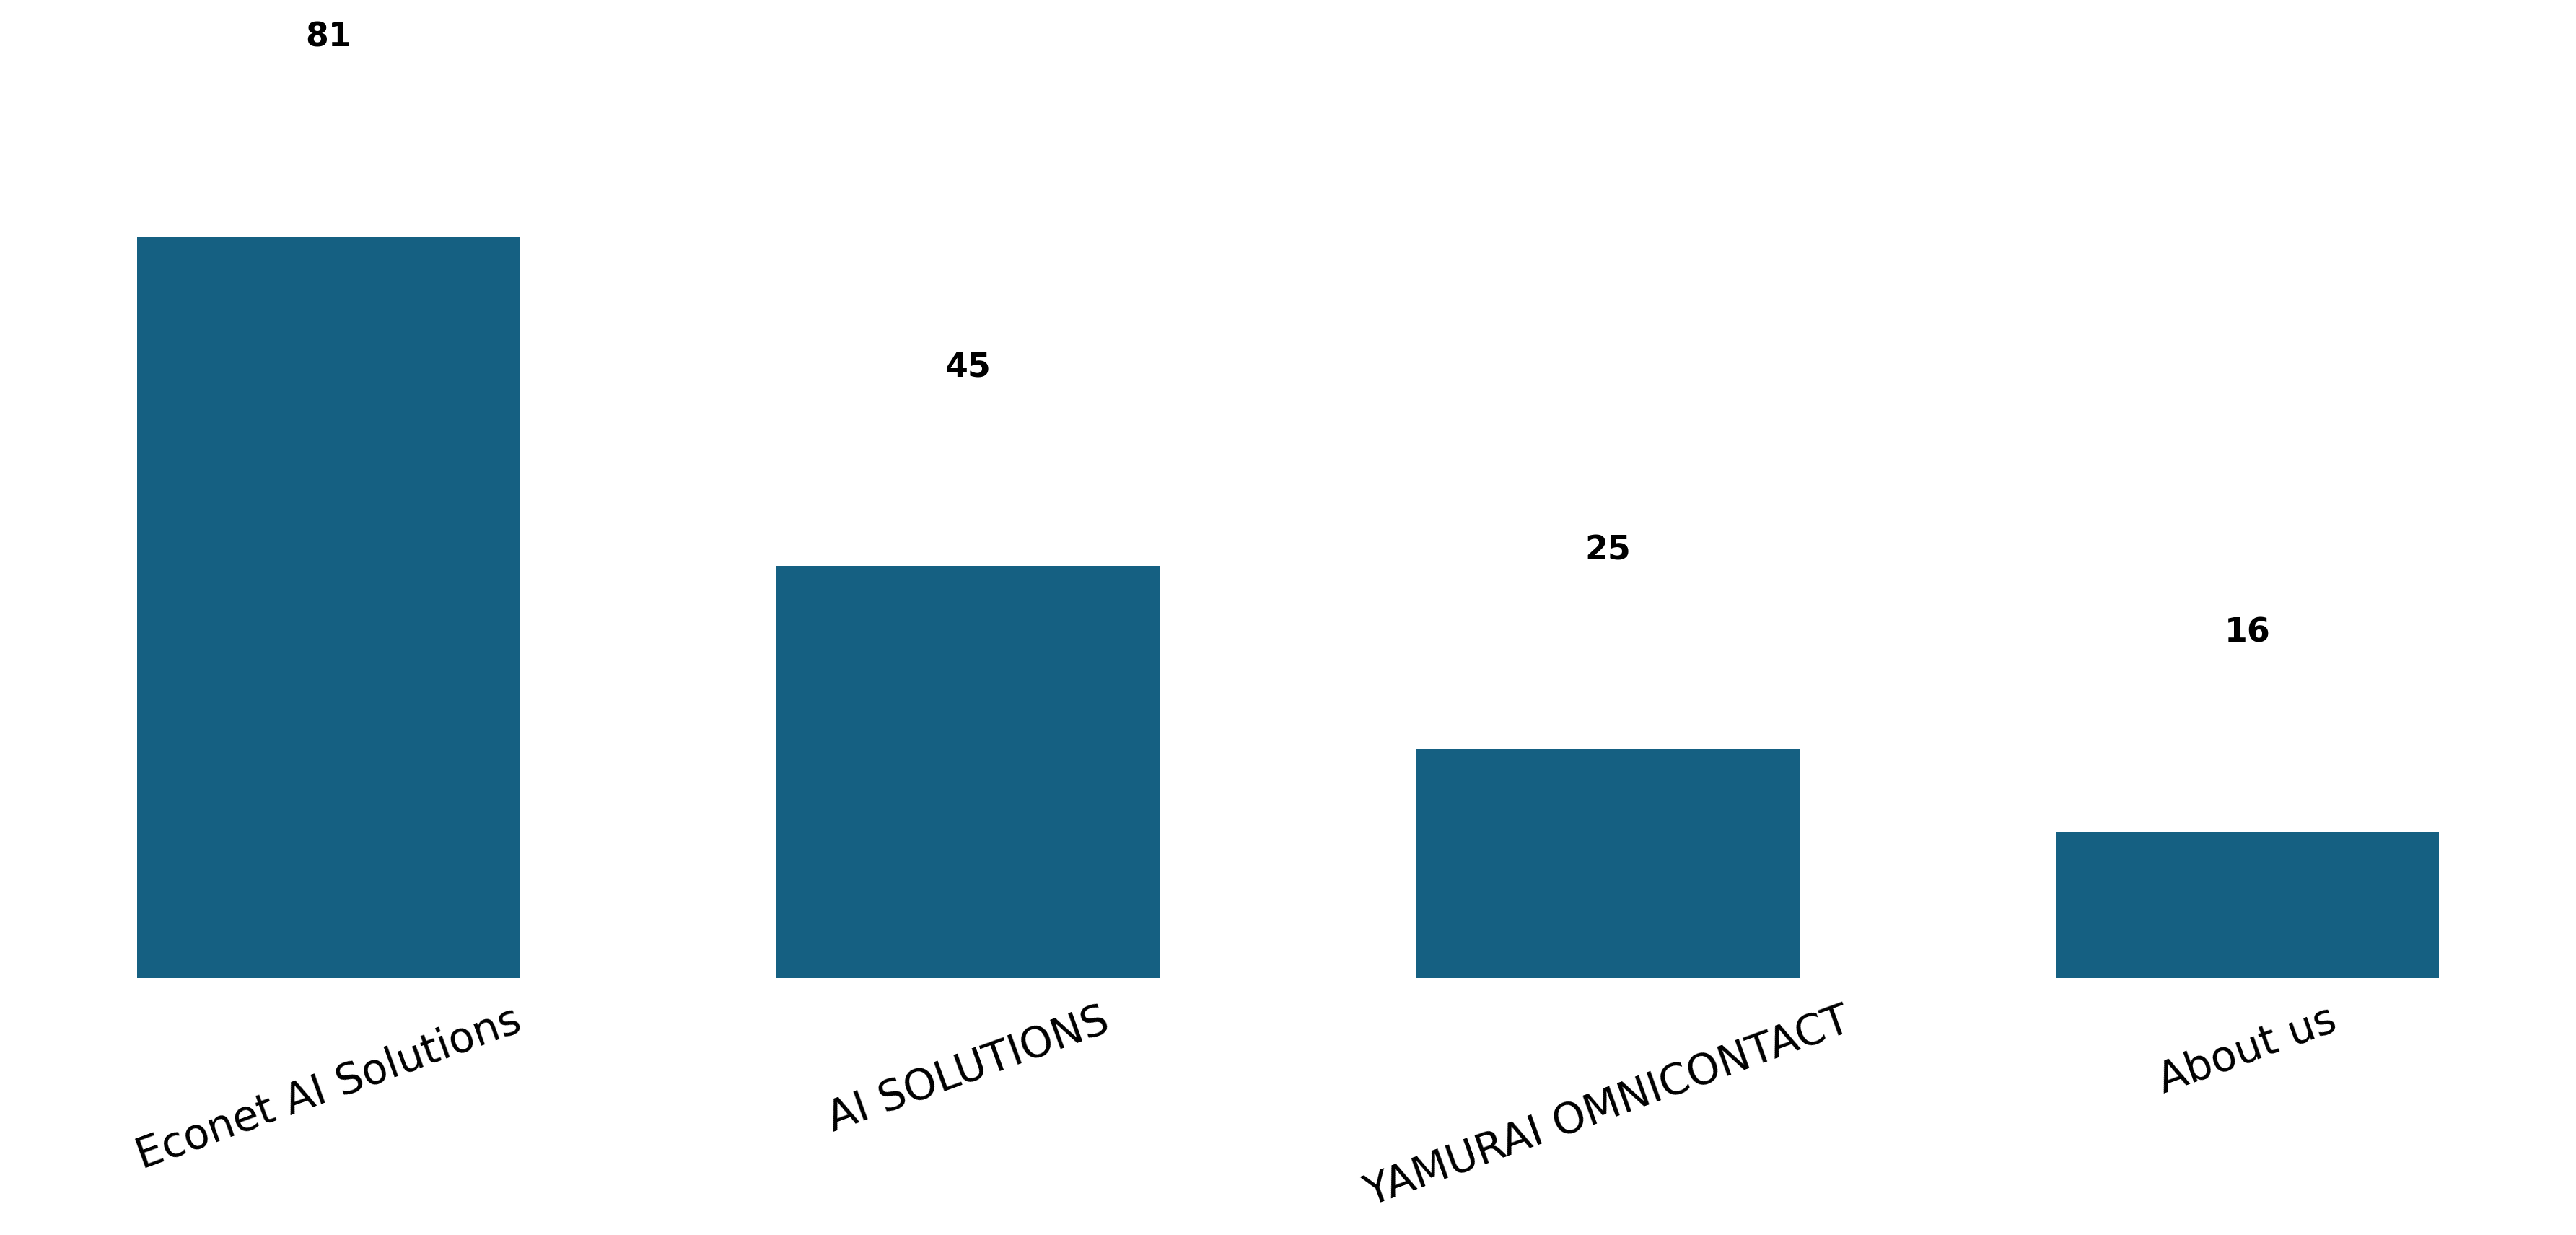 81
45
25
16
Econet AI Solutions
AI SOLUTIONS
YAMURAI OMNICONTACT
About us